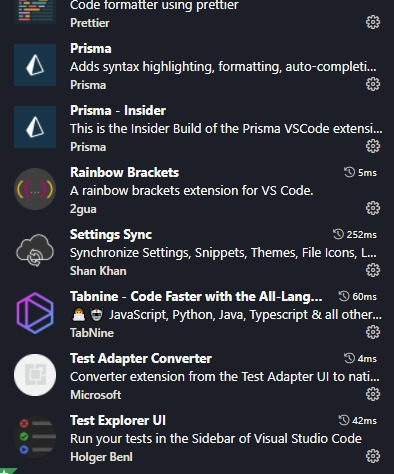 Code formatter using prettier
Prettier
Prisma
Adds syntax highlighting, formatting, auto-completi...
Prisma
Prisma - Insider
This is the Insider Build of the Prisma VSCode extensi...
Prisma
Rainbow Brackets 5ms
A rainbow brackets extension for VS Code.
2gua
Settings Sync 252ms
Synchronize Settings, Snippets, Themes, File Icons, L...
Shan Khan
Tabnine - Code Faster with the All-Lang... 60ms
👩‍💻 🤖 JavaScript, Python, Java, Typescript & all other...
TabNine
Test Adapter Converter 4ms
Converter extension from the Test Adapter UI to nati...
Microsoft
Test Explorer UI 42ms
Run your tests in the Sidebar of Visual Studio Code
Holger Benl